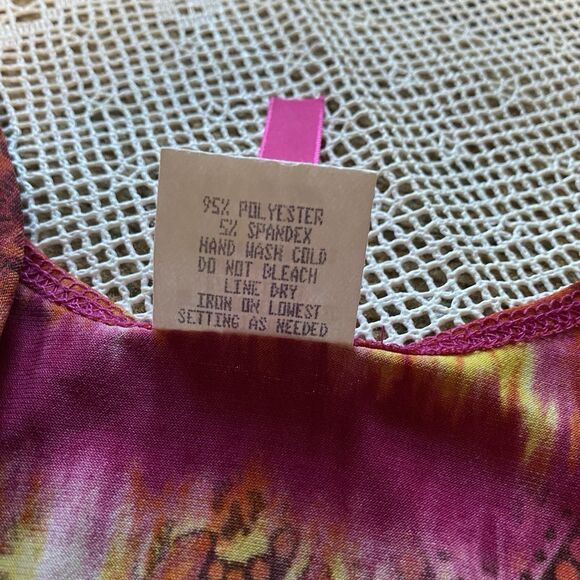 95% POLYESTER
5% SPANDEX
HAND WASH COLD
DO NOT BLEACH
LINE DRY
IRON ON LOWEST
SETTING AS NEEDED